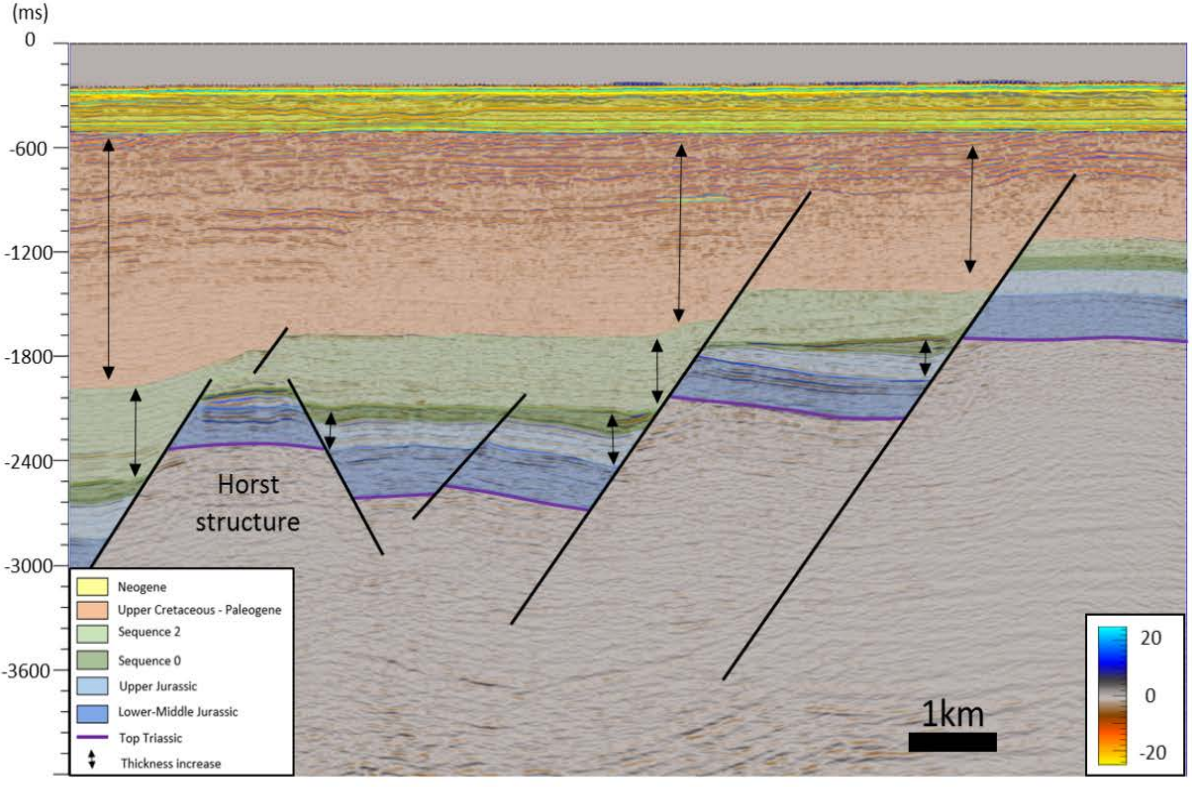 (ms)
0
-600
-1200
-1800
-2400
-3000
-3600
Horst
structure
Neogene
Upper Cretaceous - Paleogene
Sequence 2
Sequence 0
Upper Jurassic
Lower-Middle Jurassic
Top Triassic
Thickness increase
1km
20
0
-20